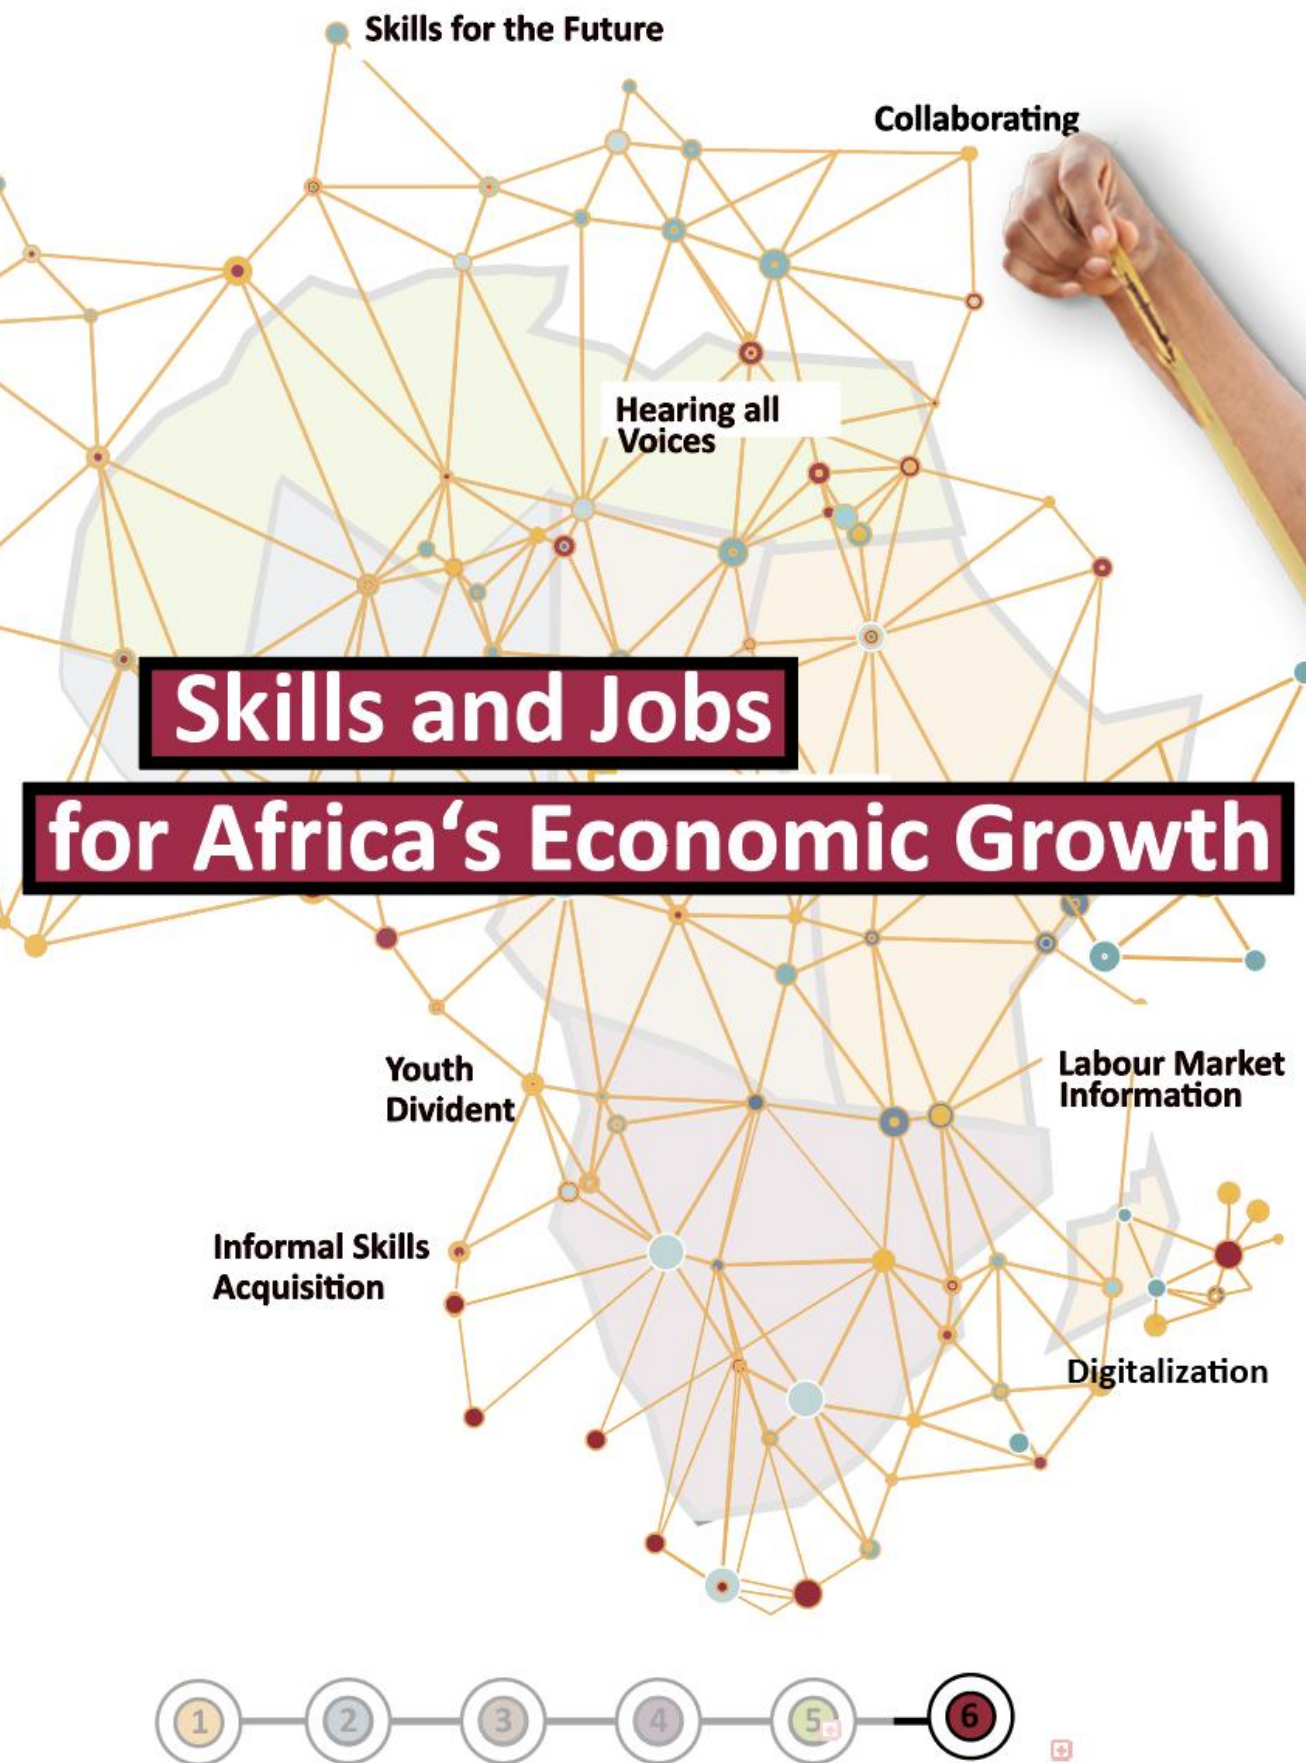 Skills for the Future
Collaborating
Hearing all
Voices
Skills and Jobs
for Africa‘s Economic Growth
Youth
Divident
Labour Market
Information
Informal Skills
Acquisition
Digitalization
1 2 3 4 5 6